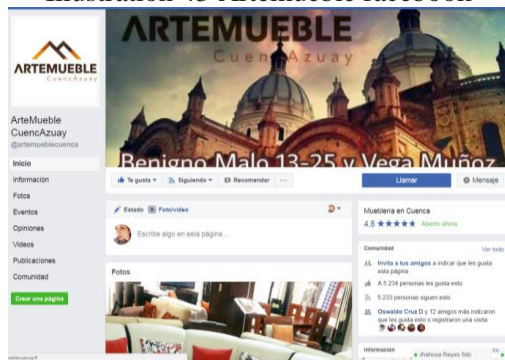 Illustration 45 Artemueble facebook
ARTEMUEBLE
CuencAzuay
ARTEMUEBLE
CuencAzuay
Benigno Malo 13-25 y Vega Muñoz
ArteMueble
CuencAzuay
@artemueblecuenca
Inicio
Información
Fotos
Eventos
Opiniones
Videos
Publicaciones
Comunidad
Crear una página
Te gusta
Siguiendo
Recomendar
...
Llamar
Mensaje
Estado
Foto/video
Escribe algo en esta página...
Fotos
Mueblería en Cuenca
4,8 ★★★★★ Abierto ahora
Comunidad
Ver todo
Invita a tus amigos a indicar que les gusta
esta página
A 5.234 personas les gusta esto
5.233 personas siguen esto
Oswaldo Cruz D y 12 amigos más indicaron
que les gusta esto o registraron una visita
Información
Jhahova Reyes Sdc